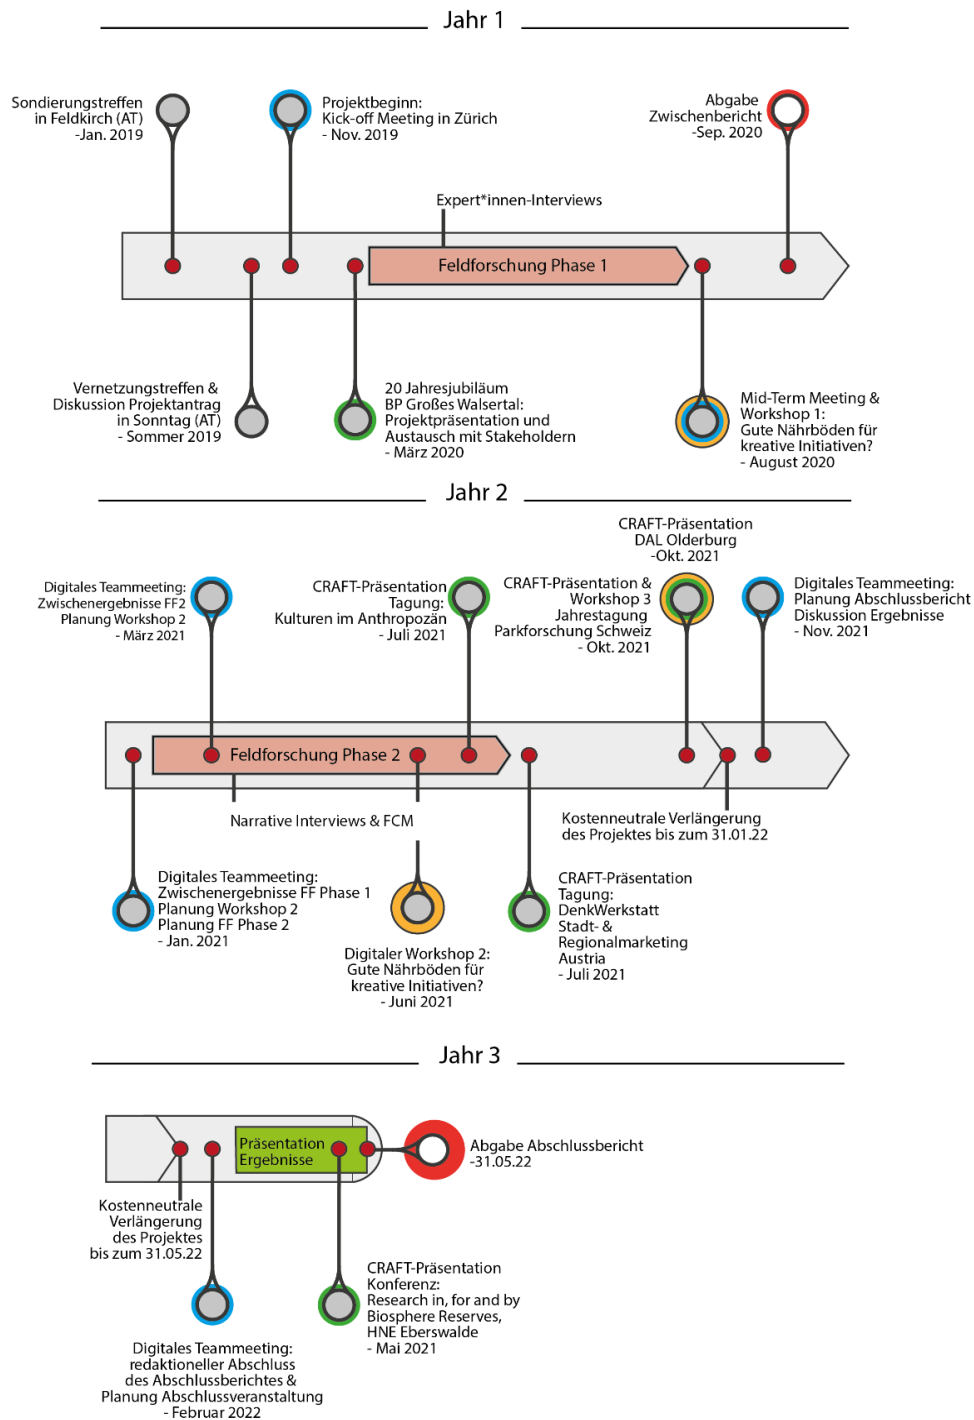 Jahr 1
Sondierungstreffen
in Feldkirch (AT)
-Jan. 2019
Projektbeginn:
Kick-off Meeting in Zürich
- Nov. 2019
Abgabe
Zwischenbericht
-Sep. 2020
Expert*innen-Interviews
Feldforschung Phase 1
Vernetzungstreffen &
Diskussion Projektantrag
in Sonntag (AT)
- Sommer 2019
20 Jahresjubiläum
BP Großes Walsertal:
Projektpräsentation und
Austausch mit Stakeholdern
- März 2020
Mid-Term Meeting &
Workshop 1:
Gute Nährböden für
kreative Initiativen?
- August 2020
Jahr 2
Digitales Teammeeting:
Zwischenergebnisse FF2
Planung Workshop 2
- März 2021
CRAFT-Präsentation
Tagung:
Kulturen im Anthropozän
- Juli 2021
CRAFT-Präsentation
DAL Olderburg
-Okt. 2021
CRAFT-Präsentation &
Workshop 3
Jahrestagung
Parkforschung Schweiz
- Okt. 2021
Digitales Teammeeting:
Planung Abschlussbericht
Diskussion Ergebnisse
- Nov. 2021
Feldforschung Phase 2
Narrative Interviews & FCM
Kostenneutrale Verlängerung
des Projektes bis zum 31.01.22
Digitales Teammeeting:
Zwischenergebnisse FF Phase 1
Planung Workshop 2
Planung FF Phase 2
- Jan. 2021
Digitaler Workshop 2:
Gute Nährböden für
kreative Initiativen?
- Juni 2021
CRAFT-Präsentation
Tagung:
DenkWerkstatt
Stadt- &
Regionalmarketing
Austria
- Juli 2021
Jahr 3
Präsentation
Ergebnisse
Abgabe Abschlussbericht
-31.05.22
Kostenneutrale
Verlängerung
des Projektes
bis zum 31.05.22
CRAFT-Präsentation
Konferenz:
Research in, for and by
Biosphere Reserves,
HNE Eberswalde
- Mai 2021
Digitales Teammeeting:
redaktioneller Abschluss
des Abschlussberichtes &
Planung Abschlussveranstaltung
- Februar 2022